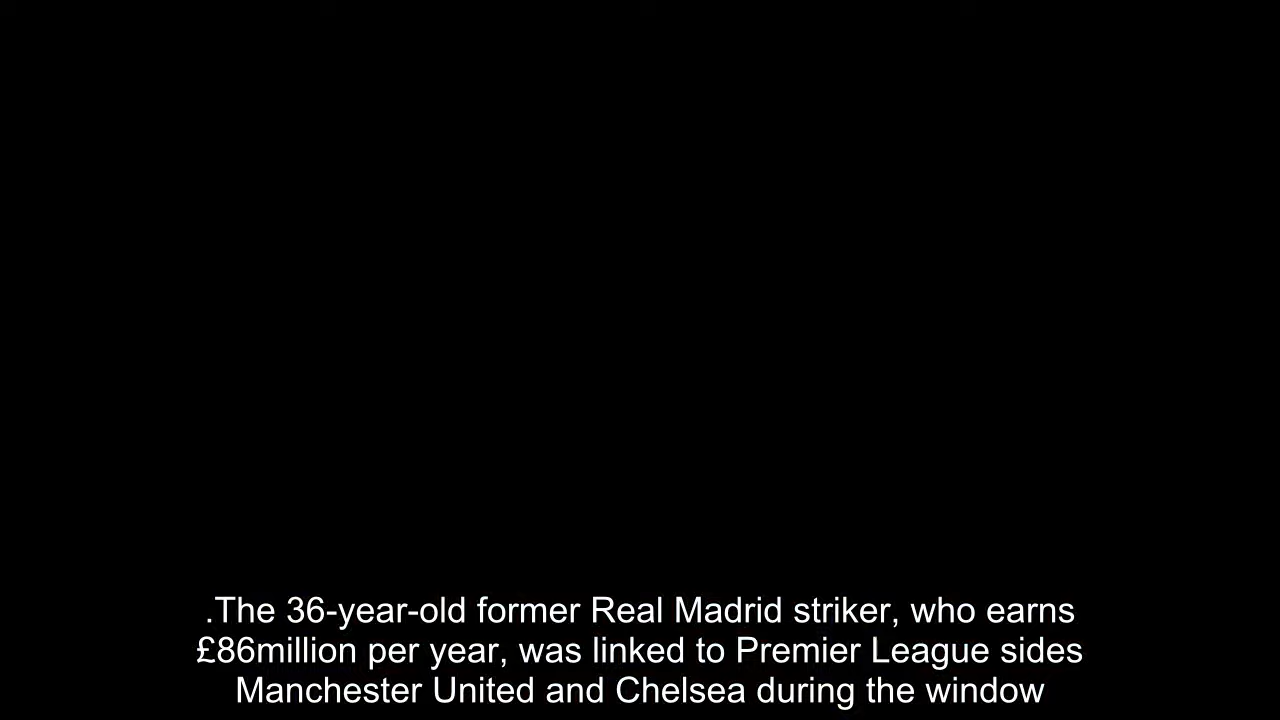 .The 36-year-old former Real Madrid striker, who earns
£86million per year, was linked to Premier League sides
Manchester United and Chelsea during the window